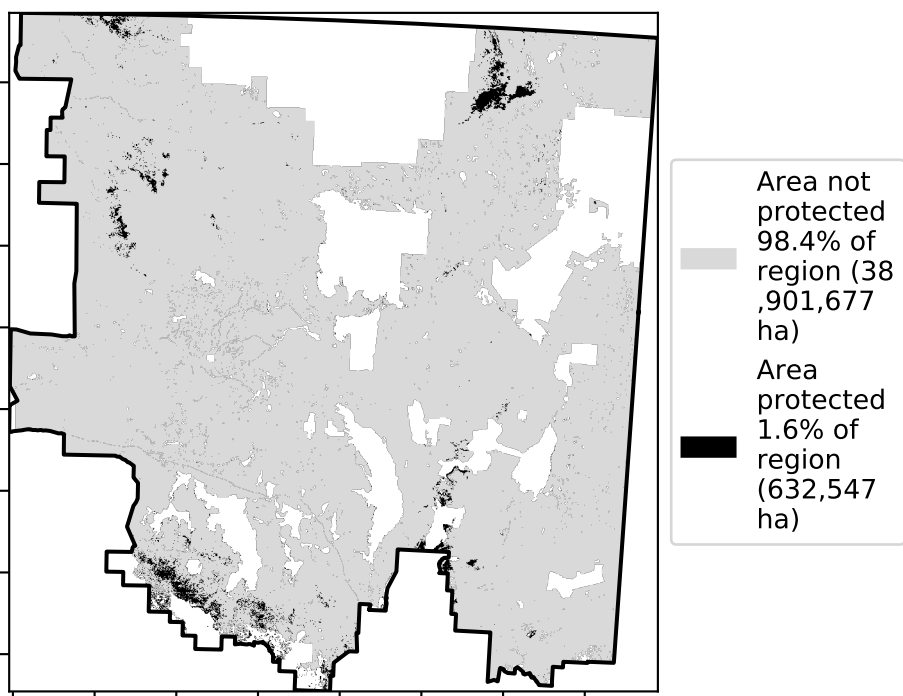 Area not
protected
98.4% of
region (38
,901,677
ha)
Area
protected
1.6% of
region
(632,547
ha)